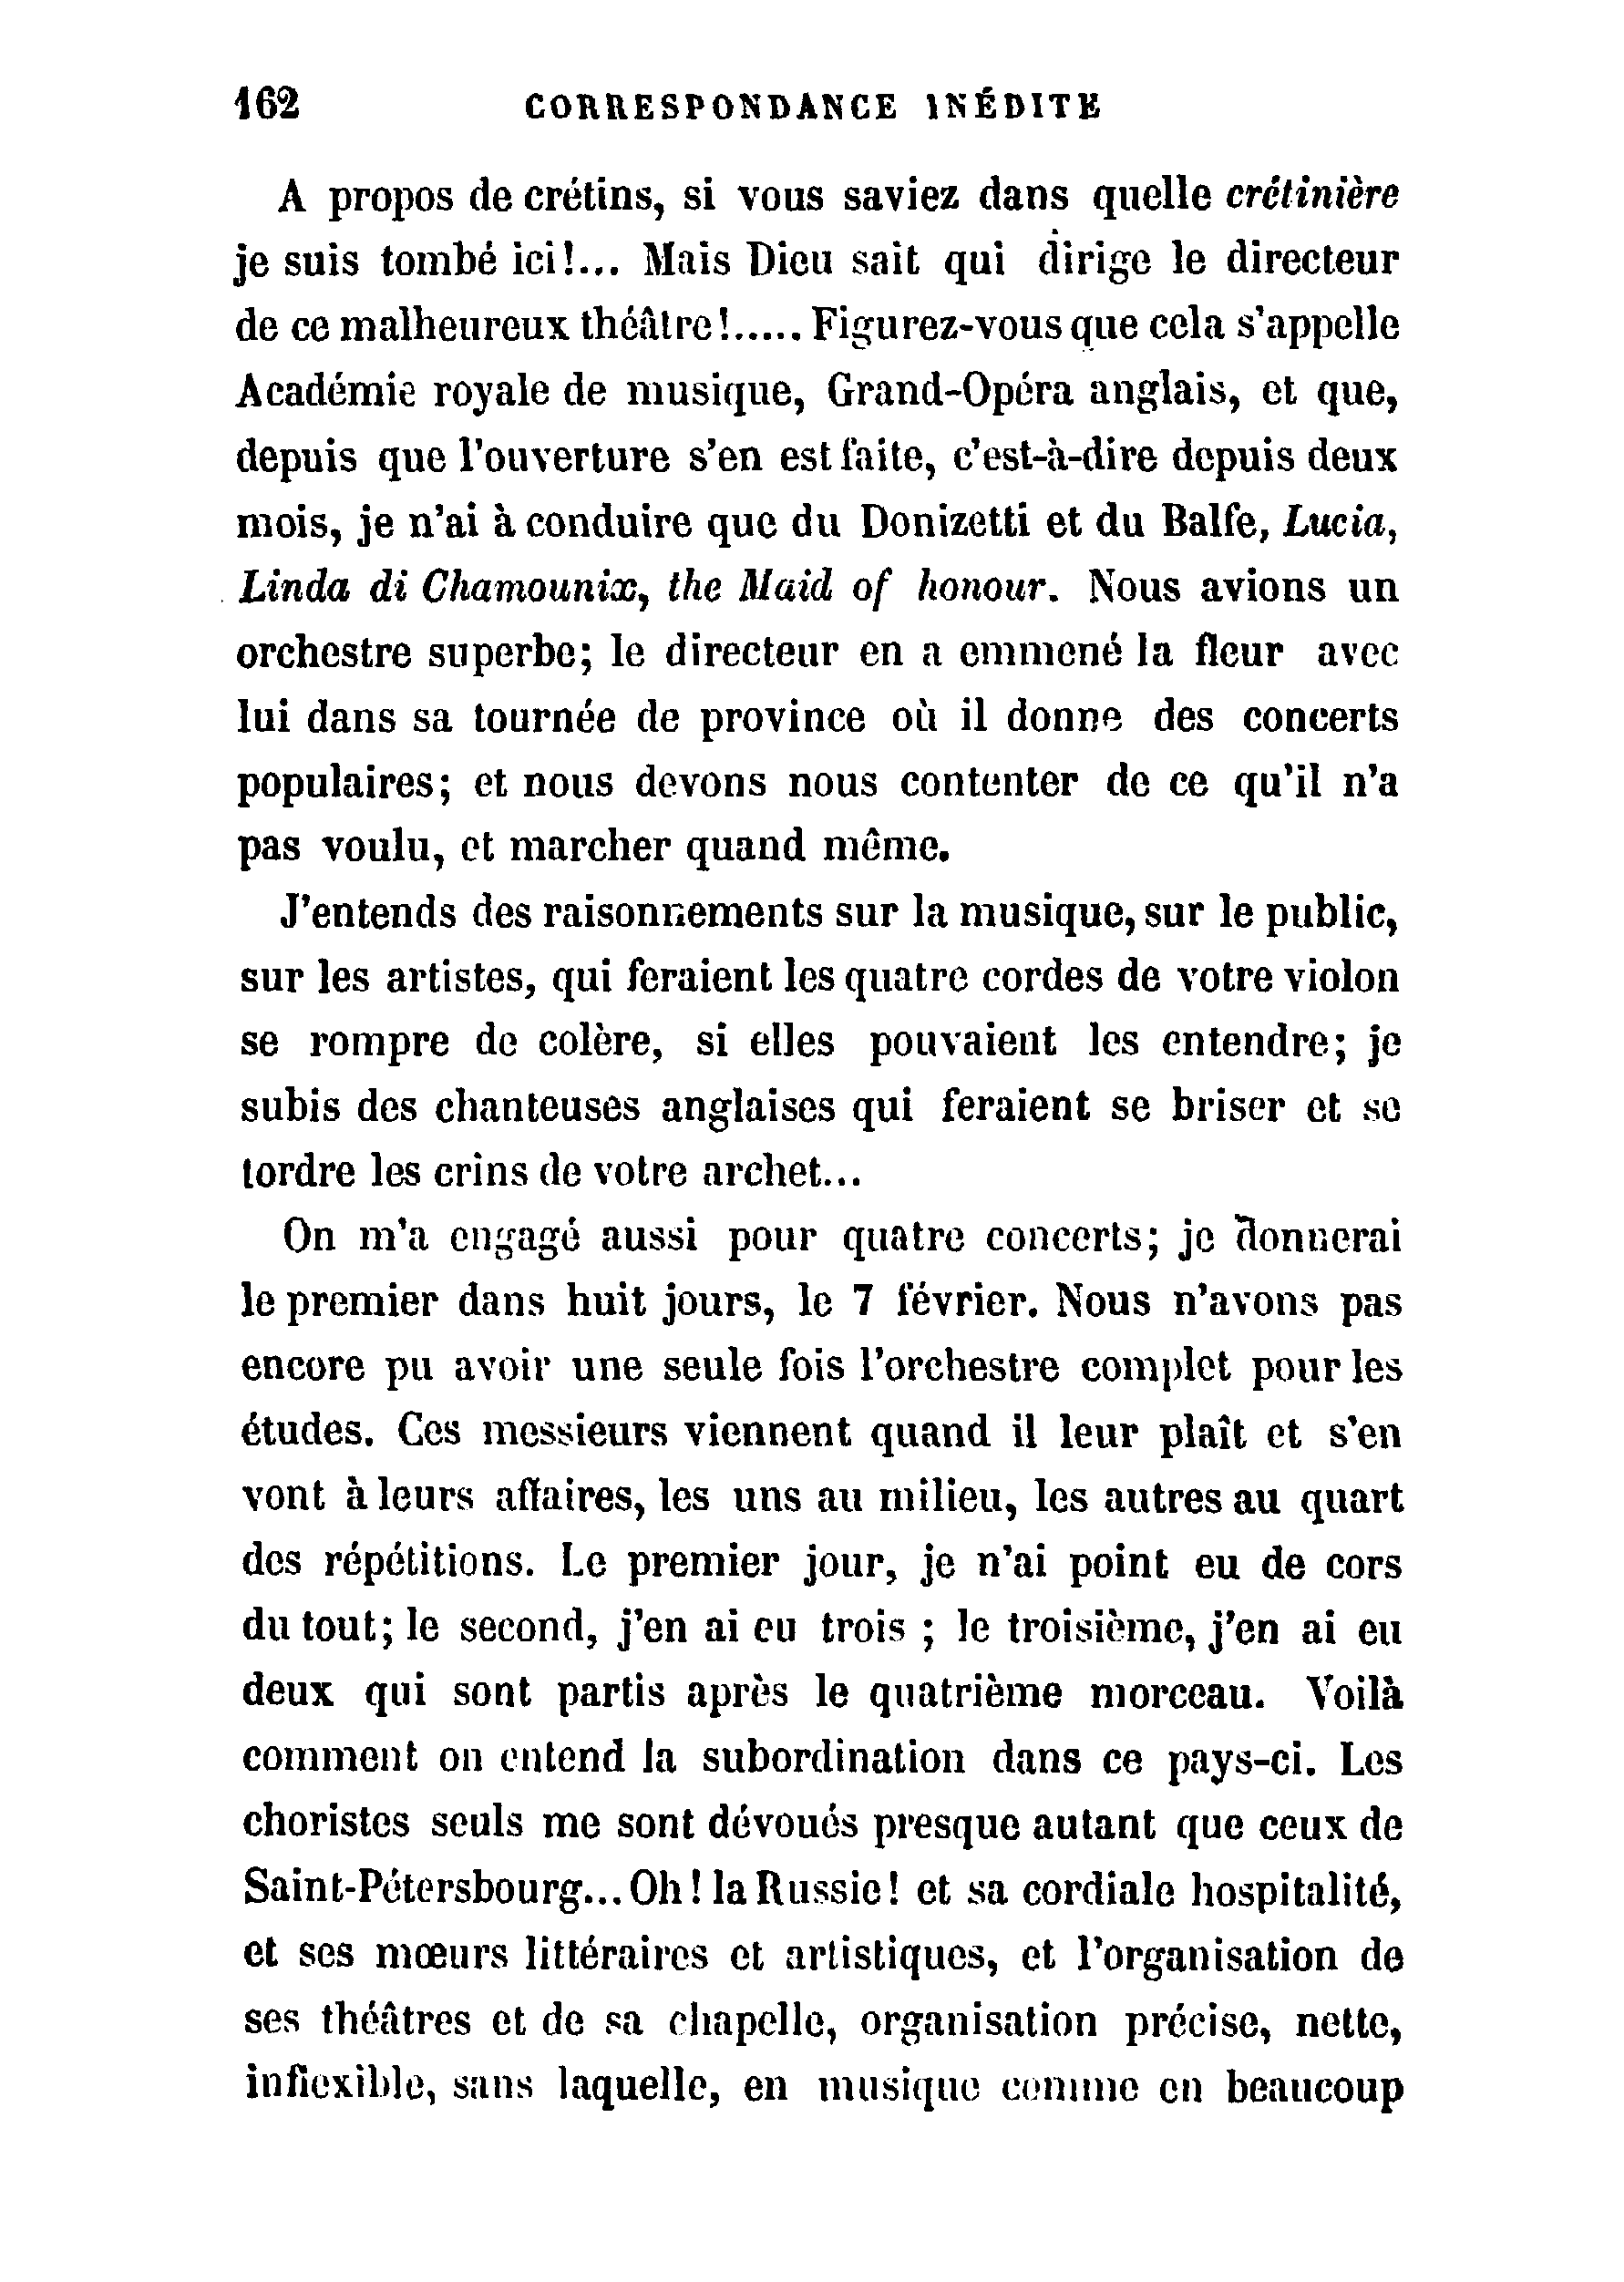 162 CORRESPONDANCE INÉDITE
A propos de crétins, si vous saviez dans quelle crétinière
je suis tombé ici!... Mais Dieu sait qui dirige le directeur
de ce malheureux théâtre!..... Figurez-vous que cela s'appelle
Académie royale de musique, Grand-Opéra anglais, et que,
depuis que l'ouverture s'en est faite, c'est-à-dire depuis deux
mois, je n'ai à conduire que du Donizetti et du Balfe, Lucia,
Linda di Chamounix, the Maid of honour. Nous avions un
orchestre superbe; le directeur en a emmené la fleur avec
lui dans sa tournée de province où il donne des concerts
populaires; et nous devons nous contenter de ce qu'il n'a
pas voulu, et marcher quand même.
J'entends des raisonnements sur la musique, sur le public,
sur les artistes, qui feraient les quatre cordes de votre violon
se rompre de colère, si elles pouvaient les entendre; je
subis des chanteuses anglaises qui feraient se briser et se
tordre les crins de votre archet...
On m'a engagé aussi pour quatre concerts; je donnerai
le premier dans huit jours, le 7 février. Nous n'avons pas
encore pu avoir une seule fois l'orchestre complet pour les
études. Ces messieurs viennent quand il leur plaît et s'en
vont à leurs affaires, les uns au milieu, les autres au quart
des répétitions. Le premier jour, je n'ai point eu de cors
du tout; le second, j'en ai eu trois ; le troisième, j'en ai eu
deux qui sont partis après le quatrième morceau. Voilà
comment on entend la subordination dans ce pays-ci. Les
choristes seuls me sont dévoués presque autant que ceux de
Saint-Pétersbourg... Oh! la Russie! et sa cordiale hospitalité,
et ses mœurs littéraires et artistiques, et l'organisation de
ses théâtres et de sa chapelle, organisation précise, nette,
inflexible, sans laquelle, en musique comme en beaucoup